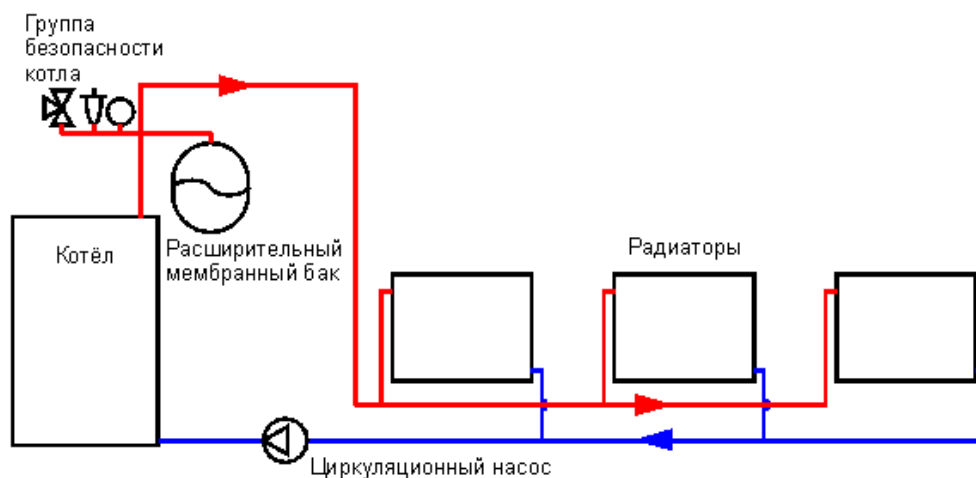 Группа
безопасности
котла
Котёл
Расширительный
мембранный бак
Радиаторы
Циркуляционный насос